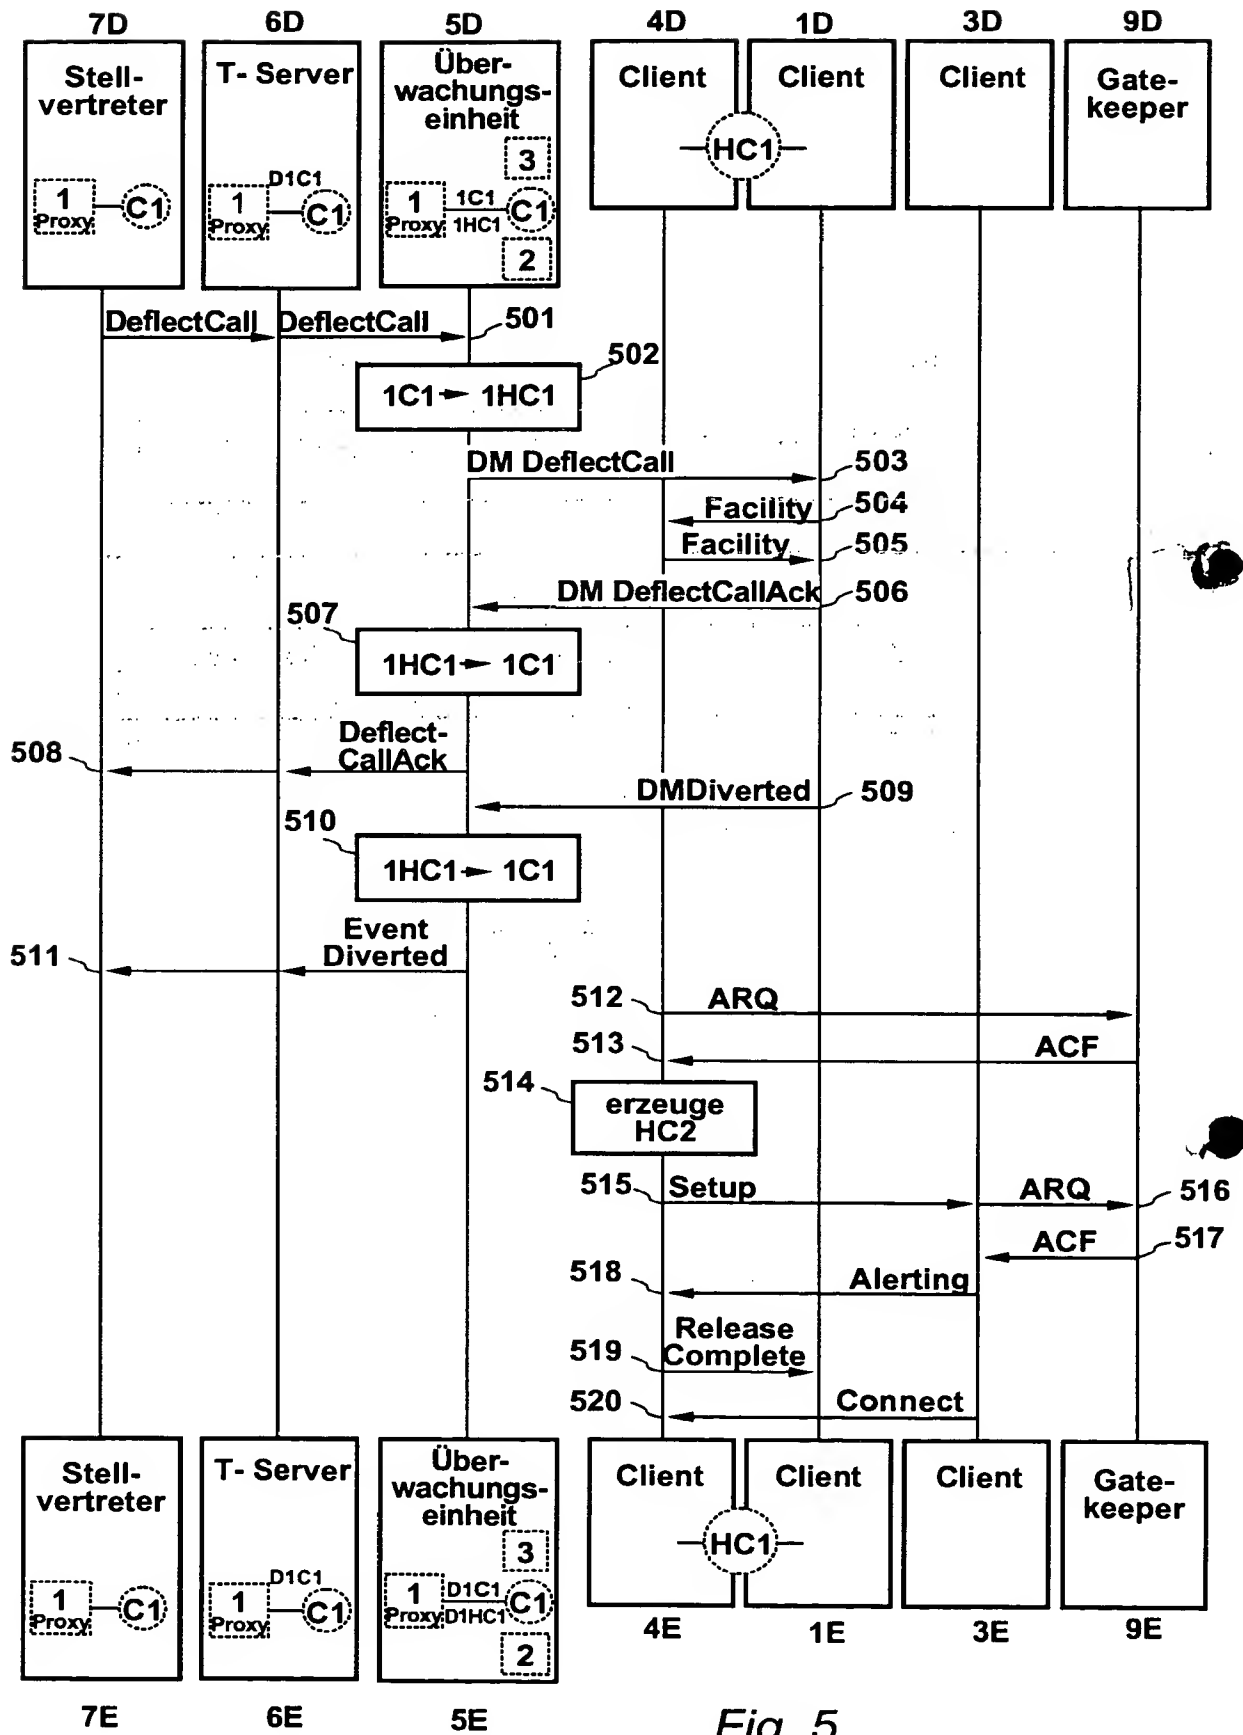 7D 6D 5D 4D 1D 3D 9D
Stell-
vertreter
T- Server
Über-
wachungs-
einheit
Client
Client
Client
Gate-
keeper
HC1
3
1
Proxy
C1
D1C1
1
Proxy
C1
1
Proxy
1C1
1HC1
C1
2
DeflectCall
DeflectCall
501
502
1C1 → 1HC1
DM DeflectCall
503
Facility
504
Facility
505
DM DeflectCallAck
506
507
1HC1 → 1C1
Deflect-
CallAck
508
DMDiverted
509
510
1HC1 → 1C1
Event
Diverted
511
512
ARQ
513
ACF
514
erzeuge
HC2
515
Setup
ARQ
516
ACF
517
518
Alerting
Release
Complete
519
520
Connect
Stell-
vertreter
T- Server
Über-
wachungs-
einheit
Client
Client
Client
Gate-
keeper
HC1
3
1
Proxy
C1
D1C1
1
Proxy
C1
1
Proxy
D1C1
D1HC1
C1
2
4E 1E 3E 9E
7E 6E 5E
Fig. 5